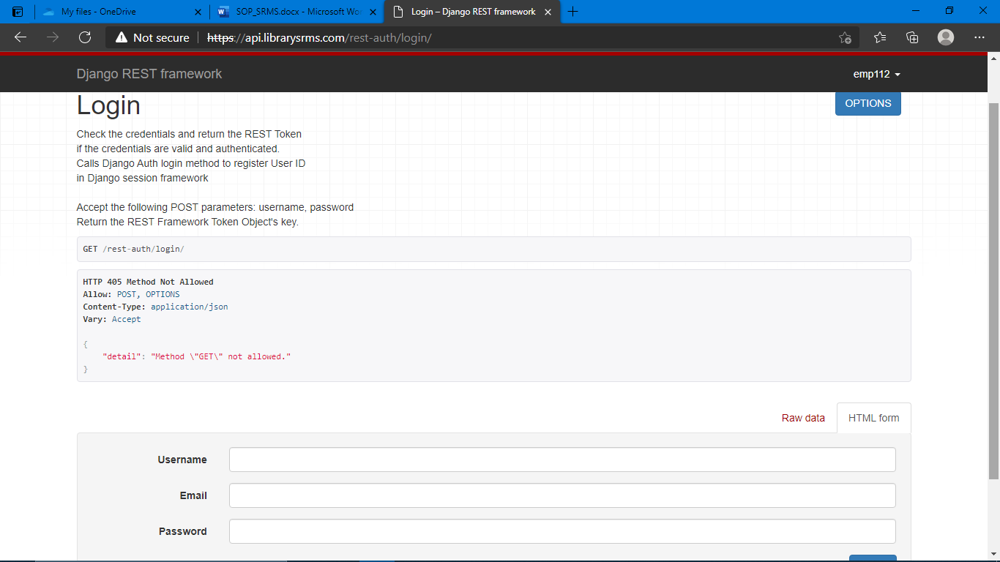 My files - OneDrive
SOP_SRMS.docx - Microsoft Wor
Login – Django REST framework
Not secure
https://api.librarysrms.com/rest-auth/login/
Django REST framework
emp112
Login
OPTIONS
Check the credentials and return the REST Token
if the credentials are valid and authenticated.
Calls Django Auth login method to register User ID
in Django session framework
Accept the following POST parameters: username, password
Return the REST Framework Token Object's key.
GET /rest-auth/login/
HTTP 405 Method Not Allowed
Allow: POST, OPTIONS
Content-Type: application/json
Vary: Accept
{
"detail": "Method \"GET\" not allowed."
}
Raw data
HTML form
Username
Email
Password